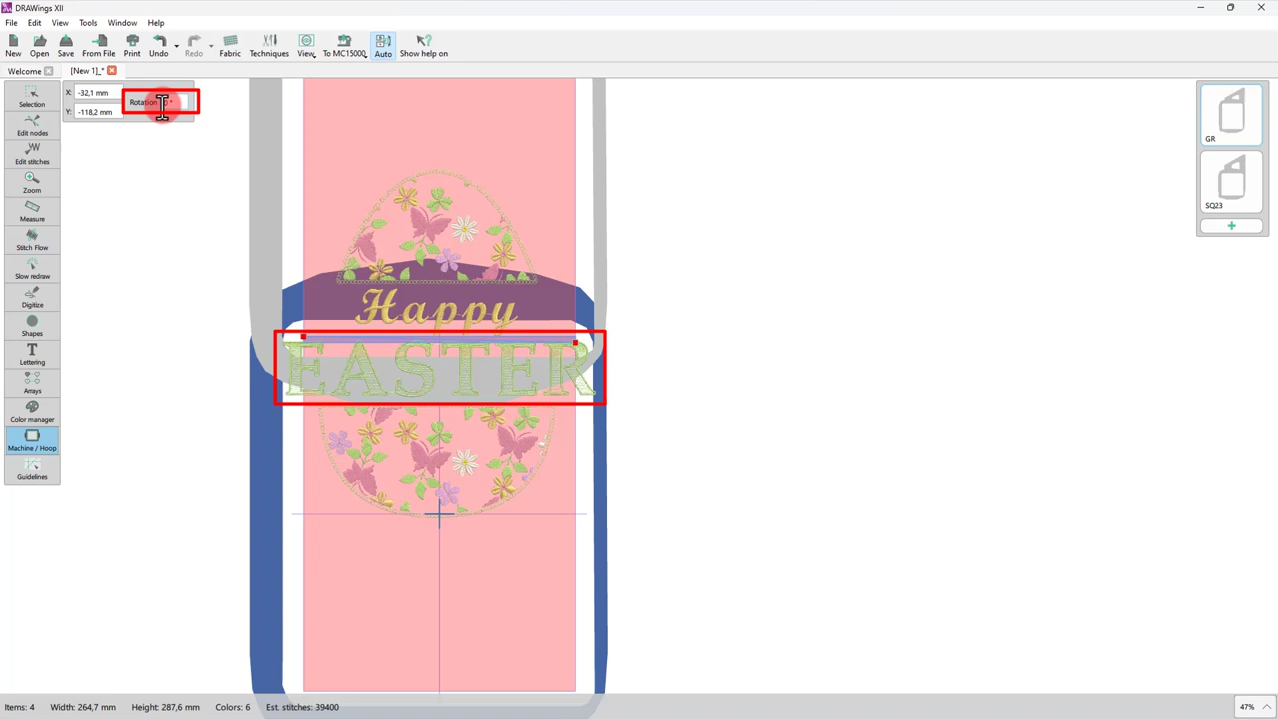 DRAWings XII
File Edit View Tools Window Help
New Open Save From File Print Undo Redo Fabric Techniques View To MC15000 Auto Show help on
Welcome [New 1]_*
Selection
Edit nodes
Edit stitches
Zoom
Measure
Stitch Flow
Slow redraw
Digitize
Shapes
Lettering
Arrays
Color manager
Machine / Hoop
Guidelines
X: -32,1 mm
Y: -118,2 mm
Rotation
Happy
EASTER
GR
SQ23
Items: 4 Width: 264,7 mm Height: 287,6 mm Colors: 6 Est. stitches: 39400
47%